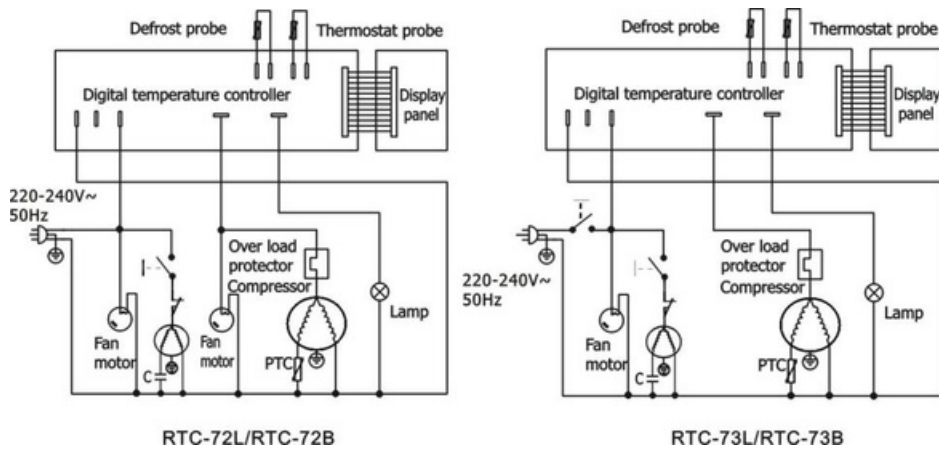 Defrost probe
Thermostat probe
Digital temperature controller
Display
panel
220-240V~
50Hz
Over load
protector
Compressor
Fan
motor
Fan
motor
Lamp
PTC
C
RTC-72L/RTC-72B
Defrost probe
Thermostat probe
Digital temperature controller
Display
panel
220-240V~
50Hz
Over load
protector
Compressor
Fan
motor
Lamp
PTC
C
RTC-73L/RTC-73B